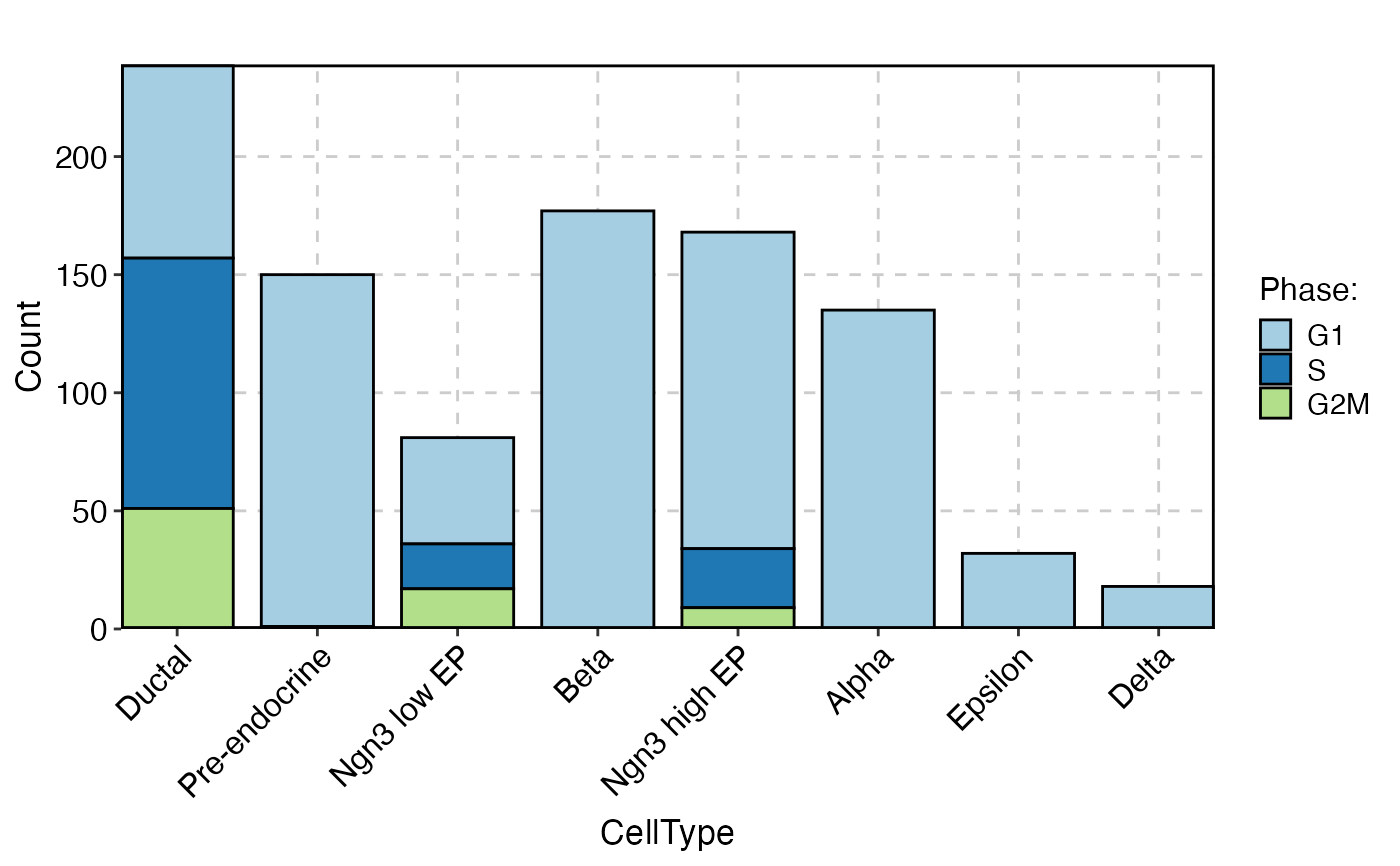 Count
200
150
100
50
0
Ductal
Pre-endocrine
Ngn3 low EP
Beta
Ngn3 high EP
Alpha
Epsilon
Delta
CellType
Phase:
G1
S
G2M